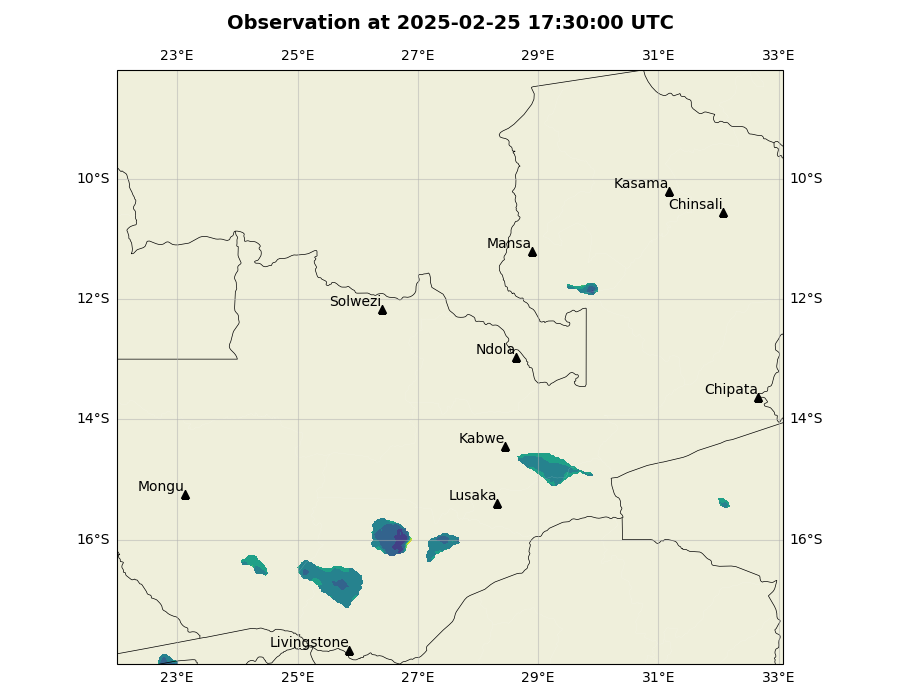 Observation at 2025-02-25 17:30:00 UTC
23°E 25°E 27°E 29°E 31°E 33°E
10°S 10°S
Kasama
Chinsali
Mansa
12°S 12°S
Solwezi
Ndola
Chipata
14°S 14°S
Kabwe
Mongu
Lusaka
16°S 16°S
Livingstone
23°E 25°E 27°E 29°E 31°E 33°E